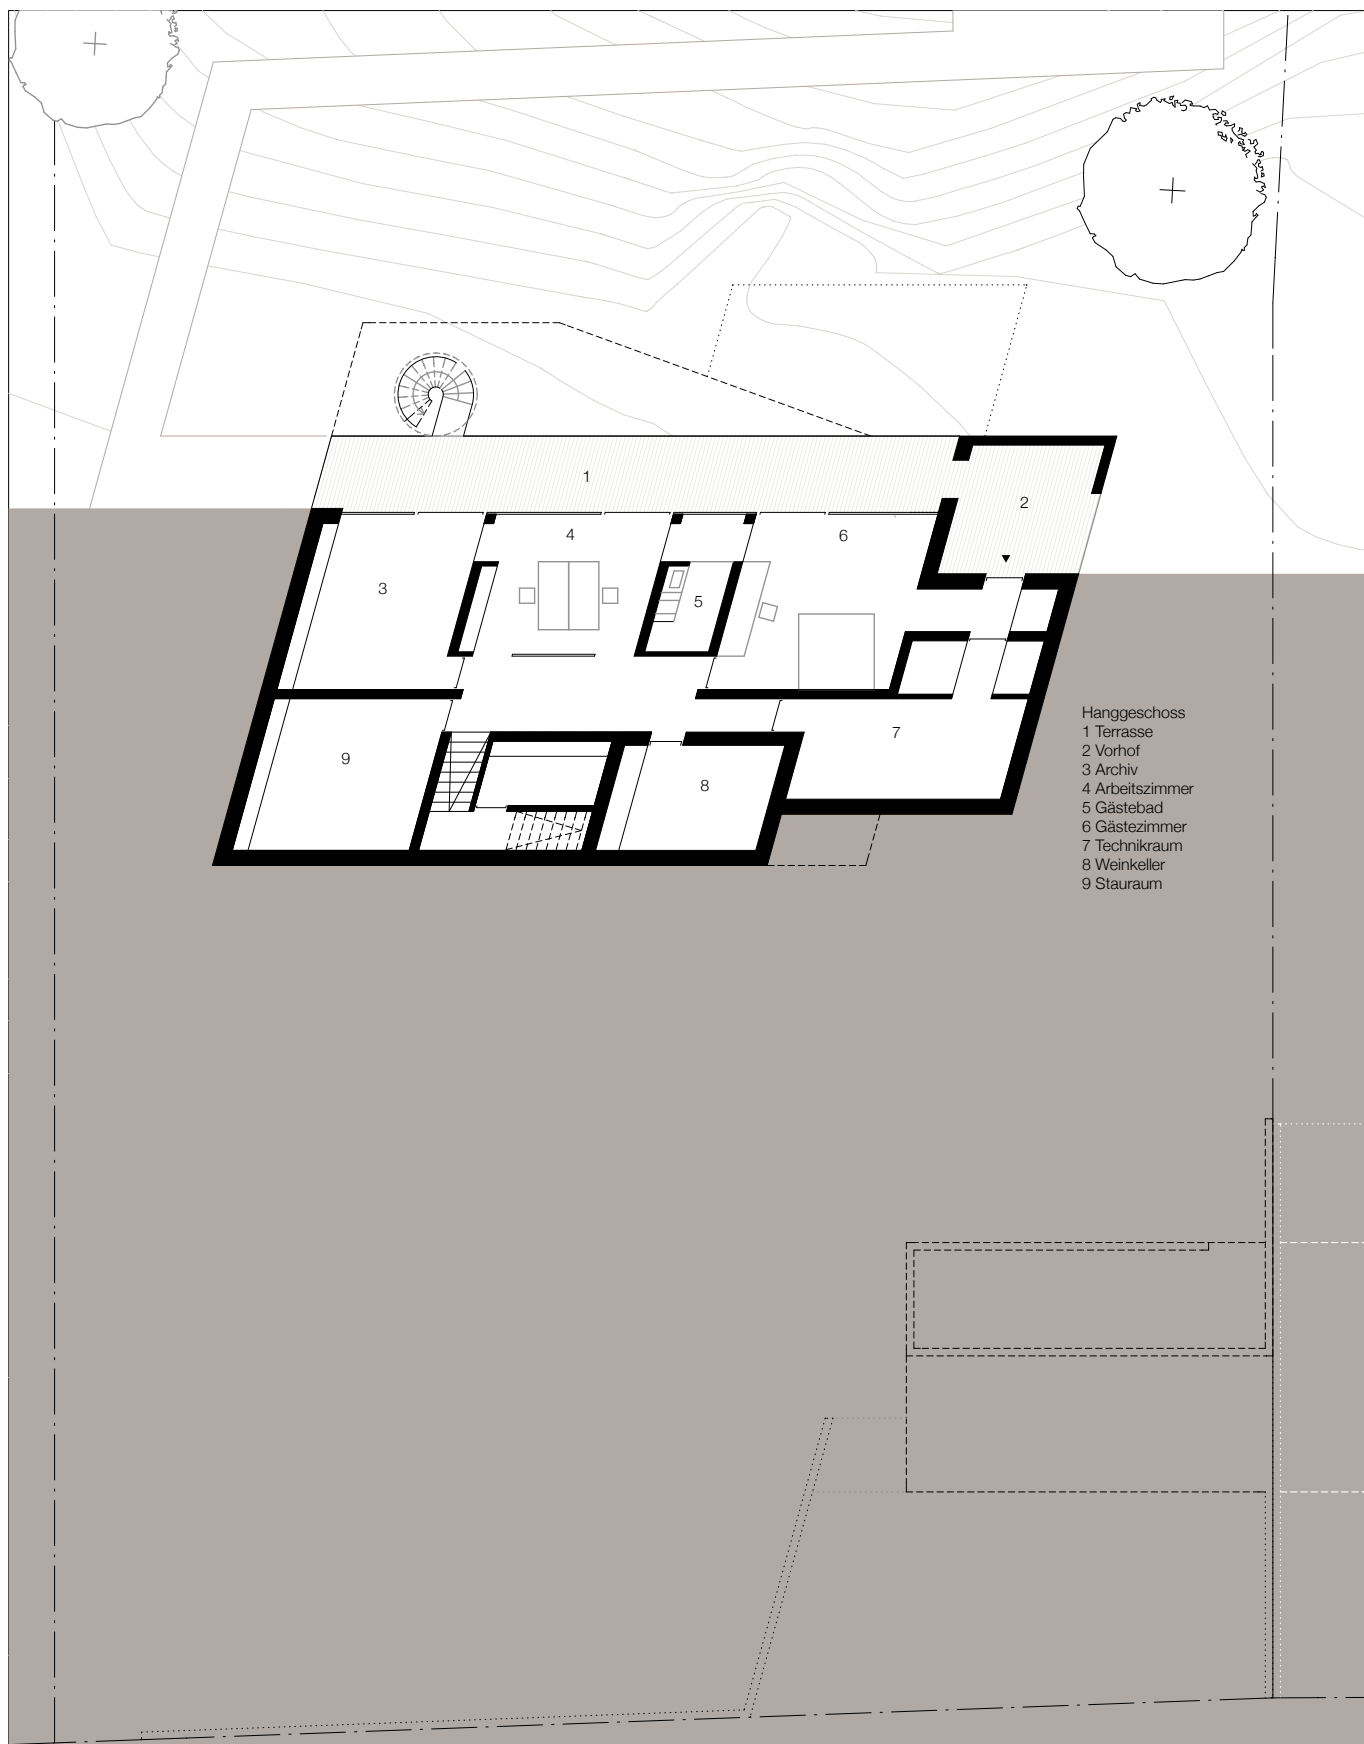 1
2
4
6
3
5
7
9
8
Hanggeschoss
1 Terrasse
2 Vorhof
3 Archiv
4 Arbeitszimmer
5 Gästebad
6 Gästezimmer
7 Technikraum
8 Weinkeller
9 Stauraum